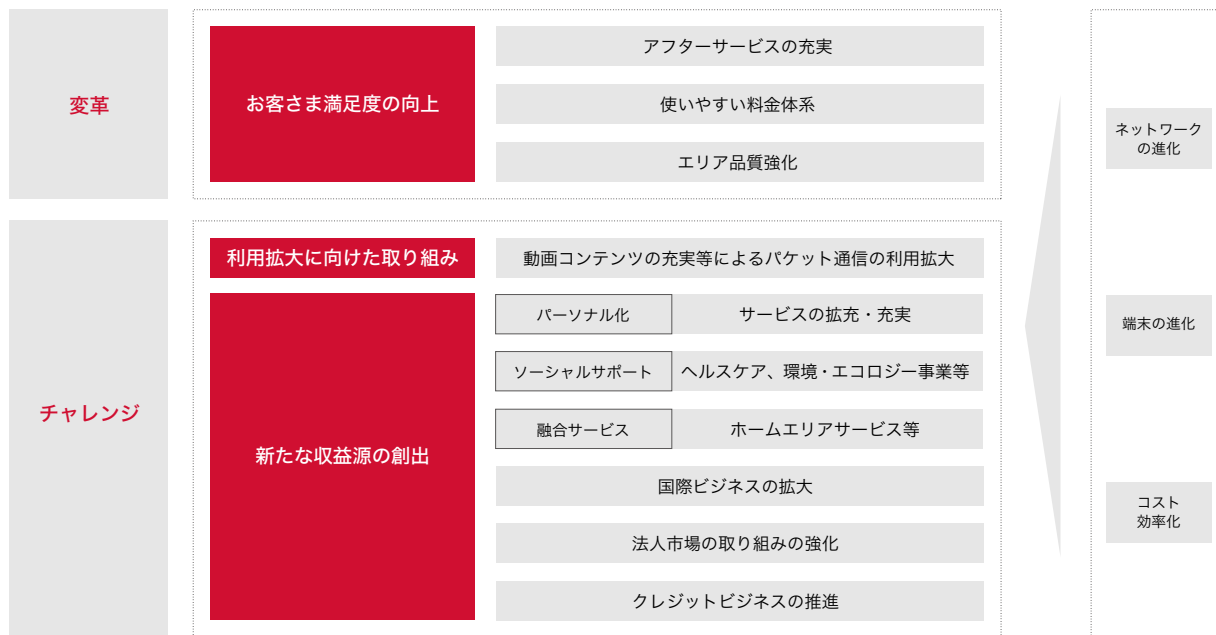 変革
お客さま満足度の向上
アフターサービスの充実
使いやすい料金体系
エリア品質強化
チャレンジ
利用拡大に向けた取り組み
動画コンテンツの充実等によるパケット通信の利用拡大
新たな収益源の創出
パーソナル化
サービスの拡充・充実
ソーシャルサポート
ヘルスケア、環境・エコロジー事業等
融合サービス
ホームエリアサービス等
国際ビジネスの拡大
法人市場の取り組みの強化
クレジットビジネスの推進
ネットワーク
の進化
端末の進化
コスト
効率化